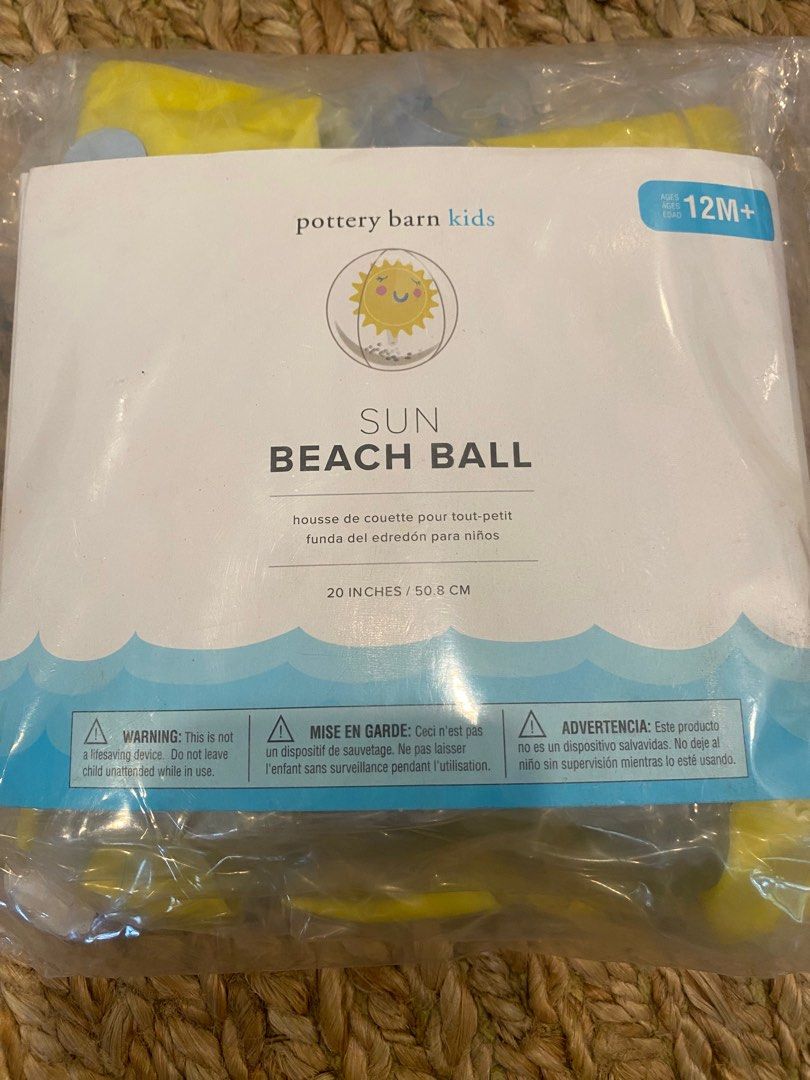 pottery barn kids
AGES
ÂGES
EDAD
12M+
SUN
BEACH BALL
housse de couette pour tout-petit
funda del edredón para niños
20 INCHES / 50.8 CM
WARNING: This is not
a lifesaving device. Do not leave
child unattended while in use.
MISE EN GARDE: Ceci n'est pas
un dispositif de sauvetage. Ne pas laisser
l'enfant sans surveillance pendant l'utilisation.
ADVERTENCIA: Este producto
no es un dispositivo salvavidas. No deje al
niño sin supervisión mientras lo esté usando.